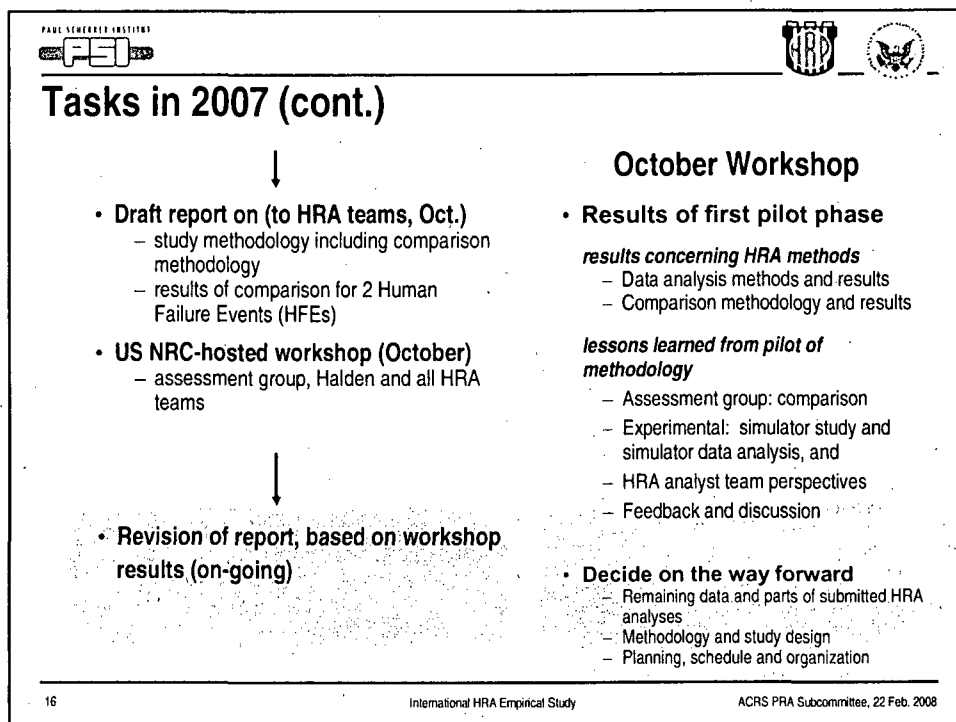 PAUL SCHERRER INSTITUT
PSI
HRP
Tasks in 2007 (cont.)
• Draft report on (to HRA teams, Oct.)
– study methodology including comparison
methodology
– results of comparison for 2 Human
Failure Events (HFEs)
• US NRC-hosted workshop (October)
– assessment group, Halden and all HRA
teams
• Revision of report, based on workshop
results (on-going)
October Workshop
• Results of first pilot phase
results concerning HRA methods
– Data analysis methods and results
– Comparison methodology and results
lessons learned from pilot of
methodology
– Assessment group: comparison
– Experimental: simulator study and
simulator data analysis, and
– HRA analyst team perspectives
– Feedback and discussion
• Decide on the way forward
– Remaining data and parts of submitted HRA
analyses
– Methodology and study design
– Planning, schedule and organization
16
International HRA Empirical Study
ACRS PRA Subcommittee, 22 Feb. 2008